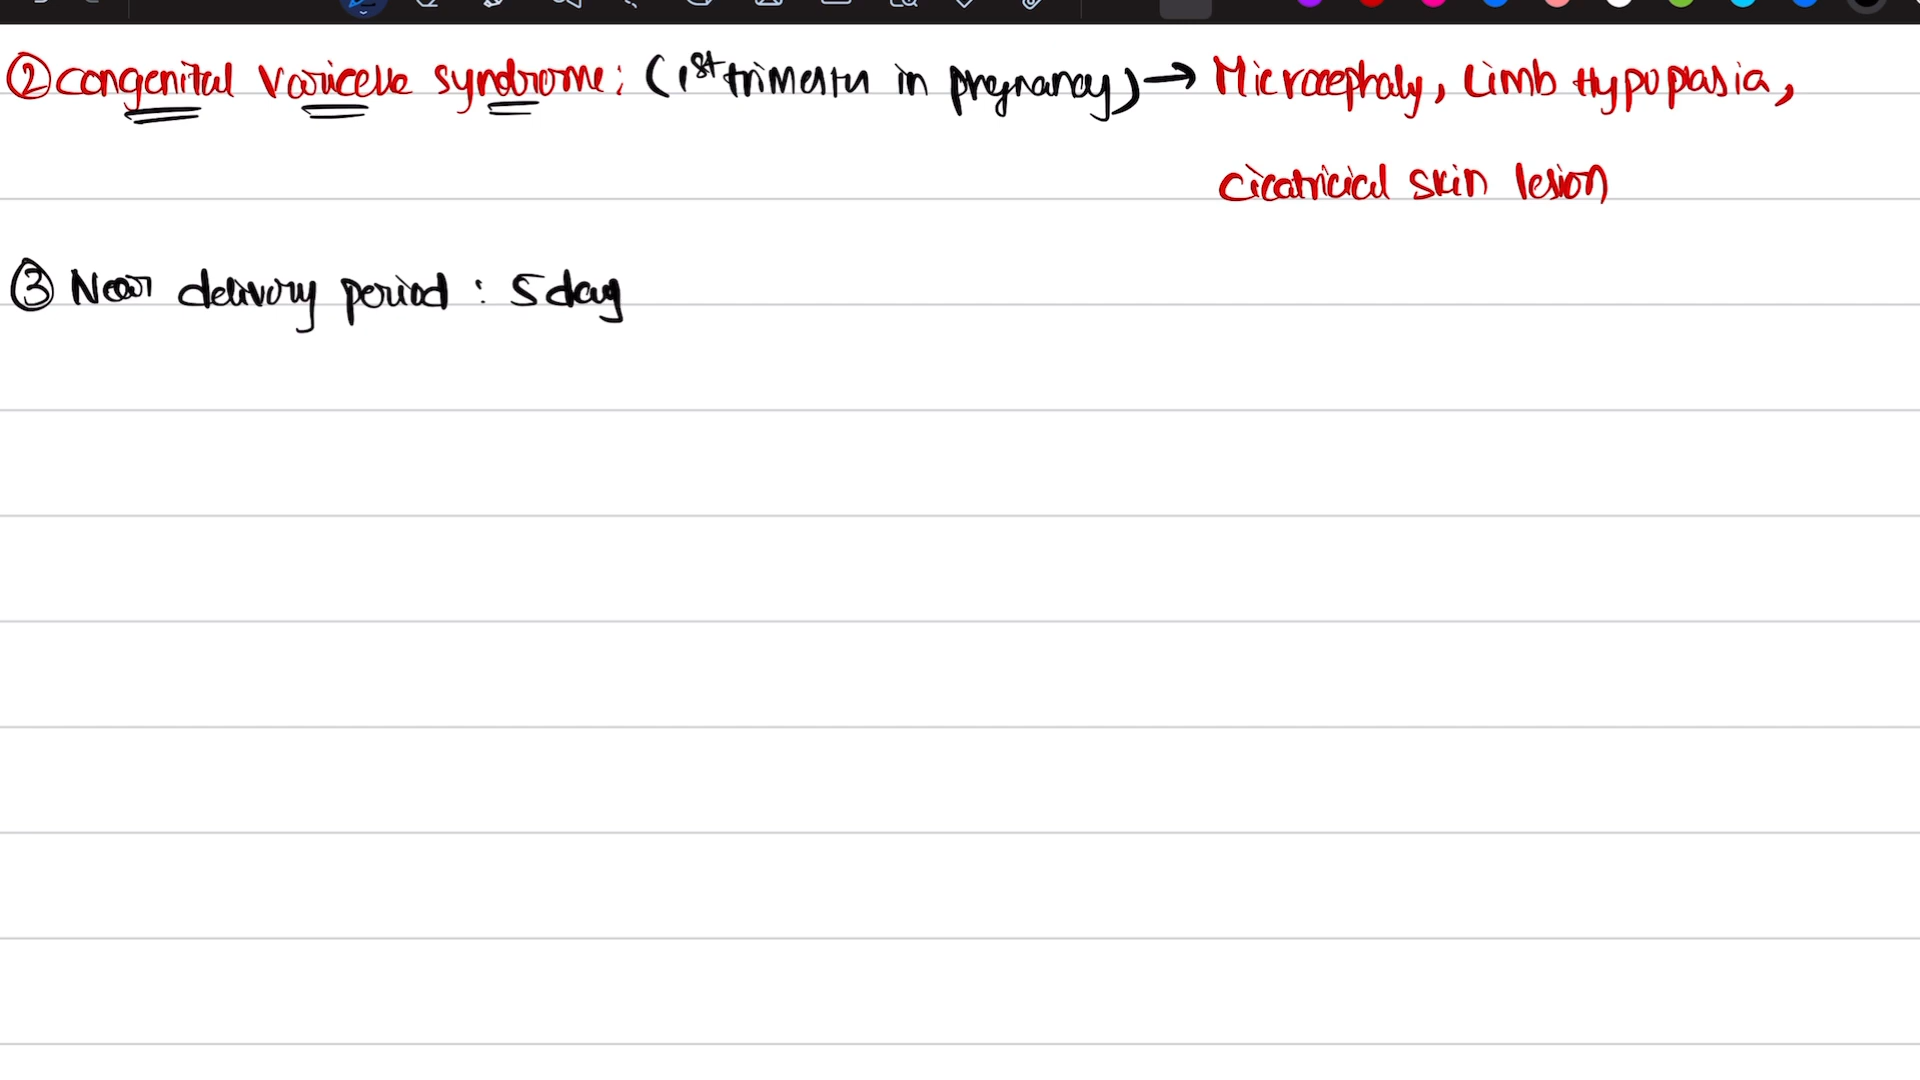 ② Congenital Varicella syndrome: (1st trimester in pregnancy) → Microcephaly, Limb Hypoplasia,
cicatricial skin lesion
③ Near delivery period : 5 day